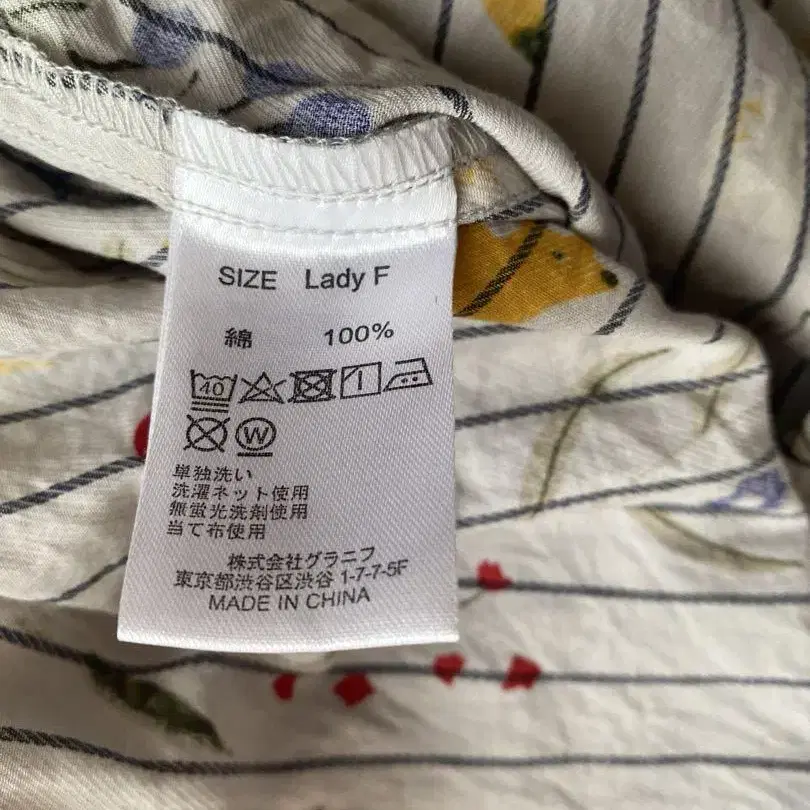 SIZE Lady F
綿 100%
40
W
単独洗い
洗濯ネット使用
無蛍光洗剤使用
当て布使用
株式会社グラニフ
東京都渋谷区渋谷 1-7-7-5F
MADE IN CHINA